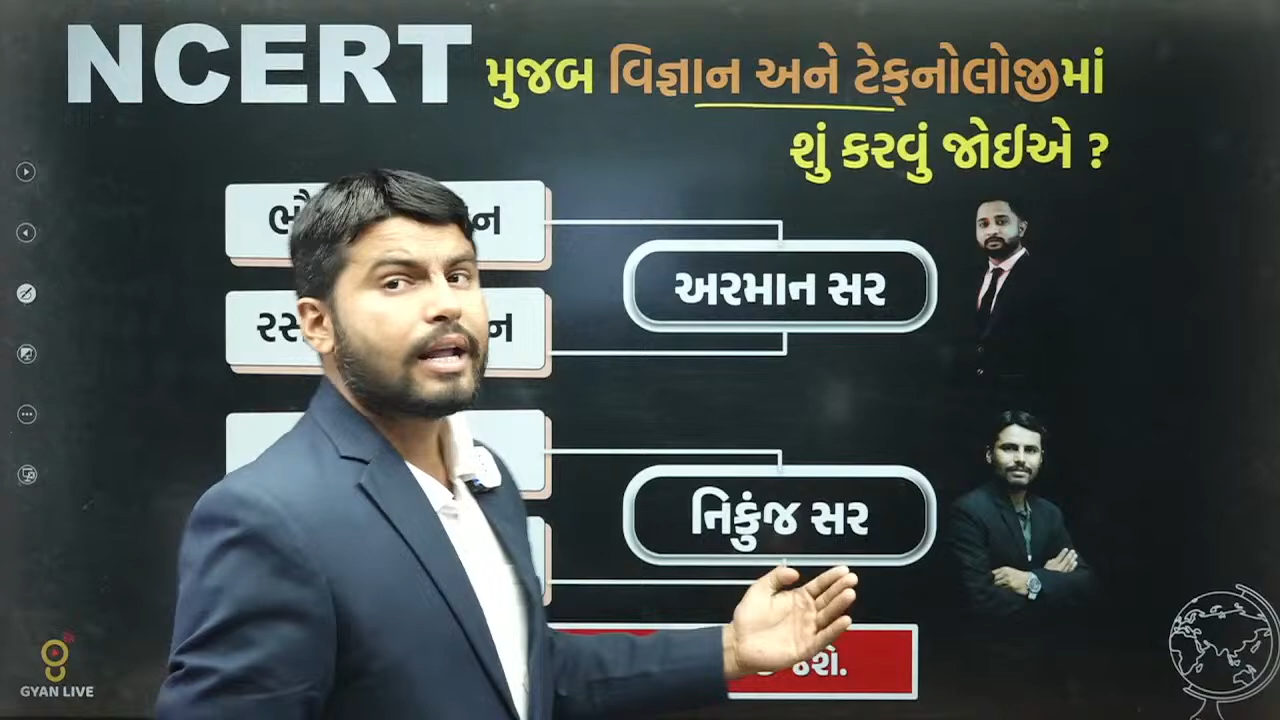 NCERT મુજબ વિજ્ઞાન અને ટેક્નોલોજીમાં
શું કરવું જોઈએ ?
અરમાન સર
નિકુંજ સર
GYAN LIVE